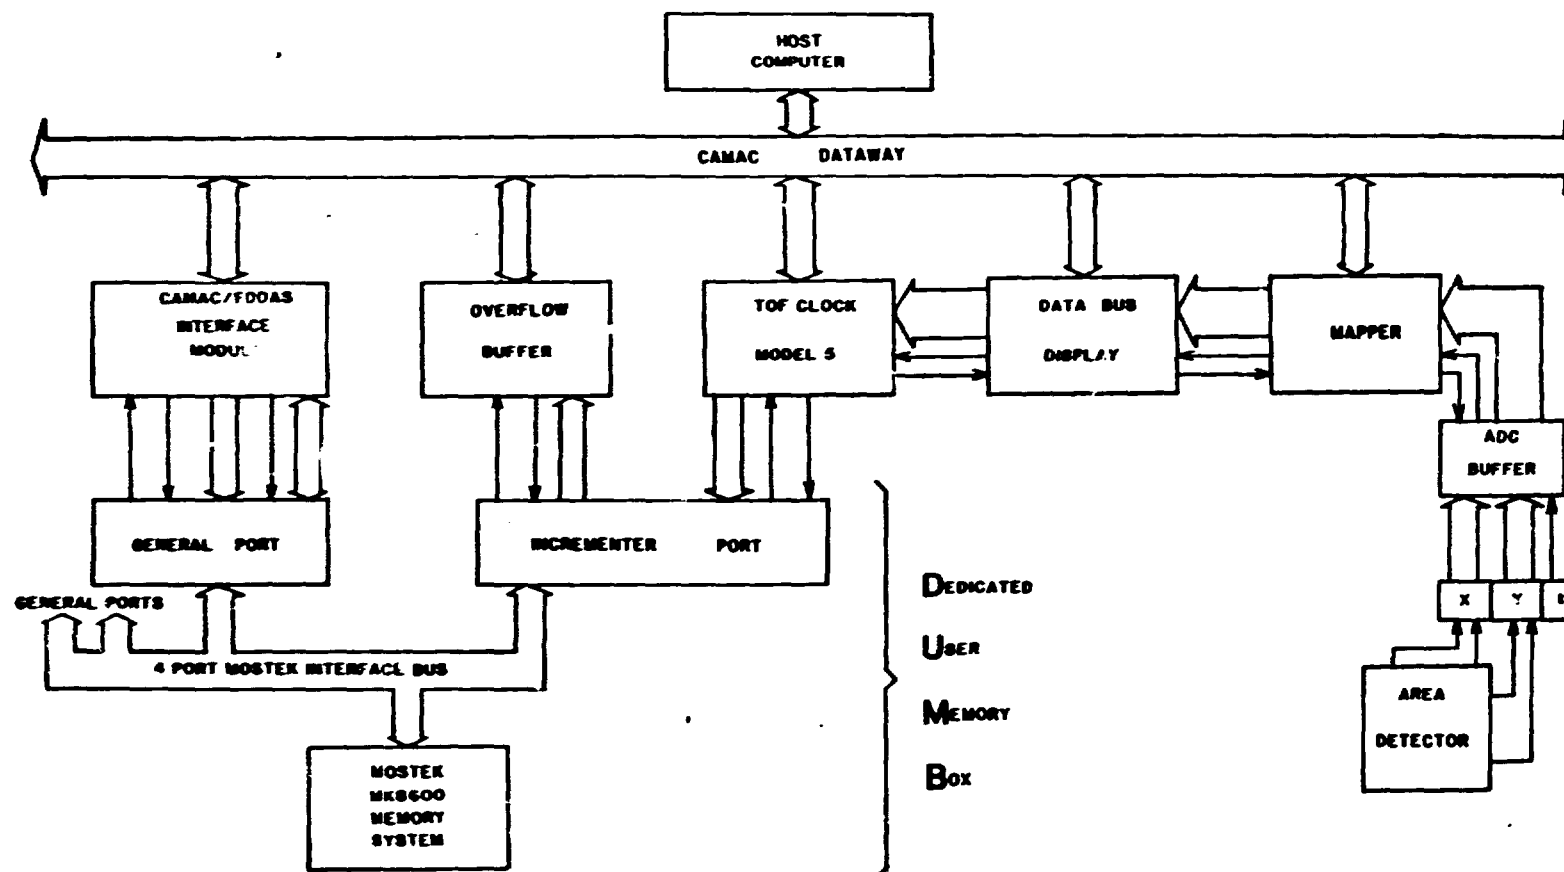 HOST
COMPUTER
CAMAC DATAWAY
CAMAC/FDDAS
INTERFACE
OVERFLOW
BUFFER
TOF CLOCK
MODEL 5
DATA BUS
DISPLAY
MAPPER
ADC
BUFFER
GENERAL PORT
INCREMENTER PORT
GENERAL PORTS
4 PORT MOSTEK INTERFACE BUS
MOSTEK
MK8600
MEMORY
SYSTEM
DEDICATED
USER
MEMORY
BOX
X Y
AREA
DETECTOR